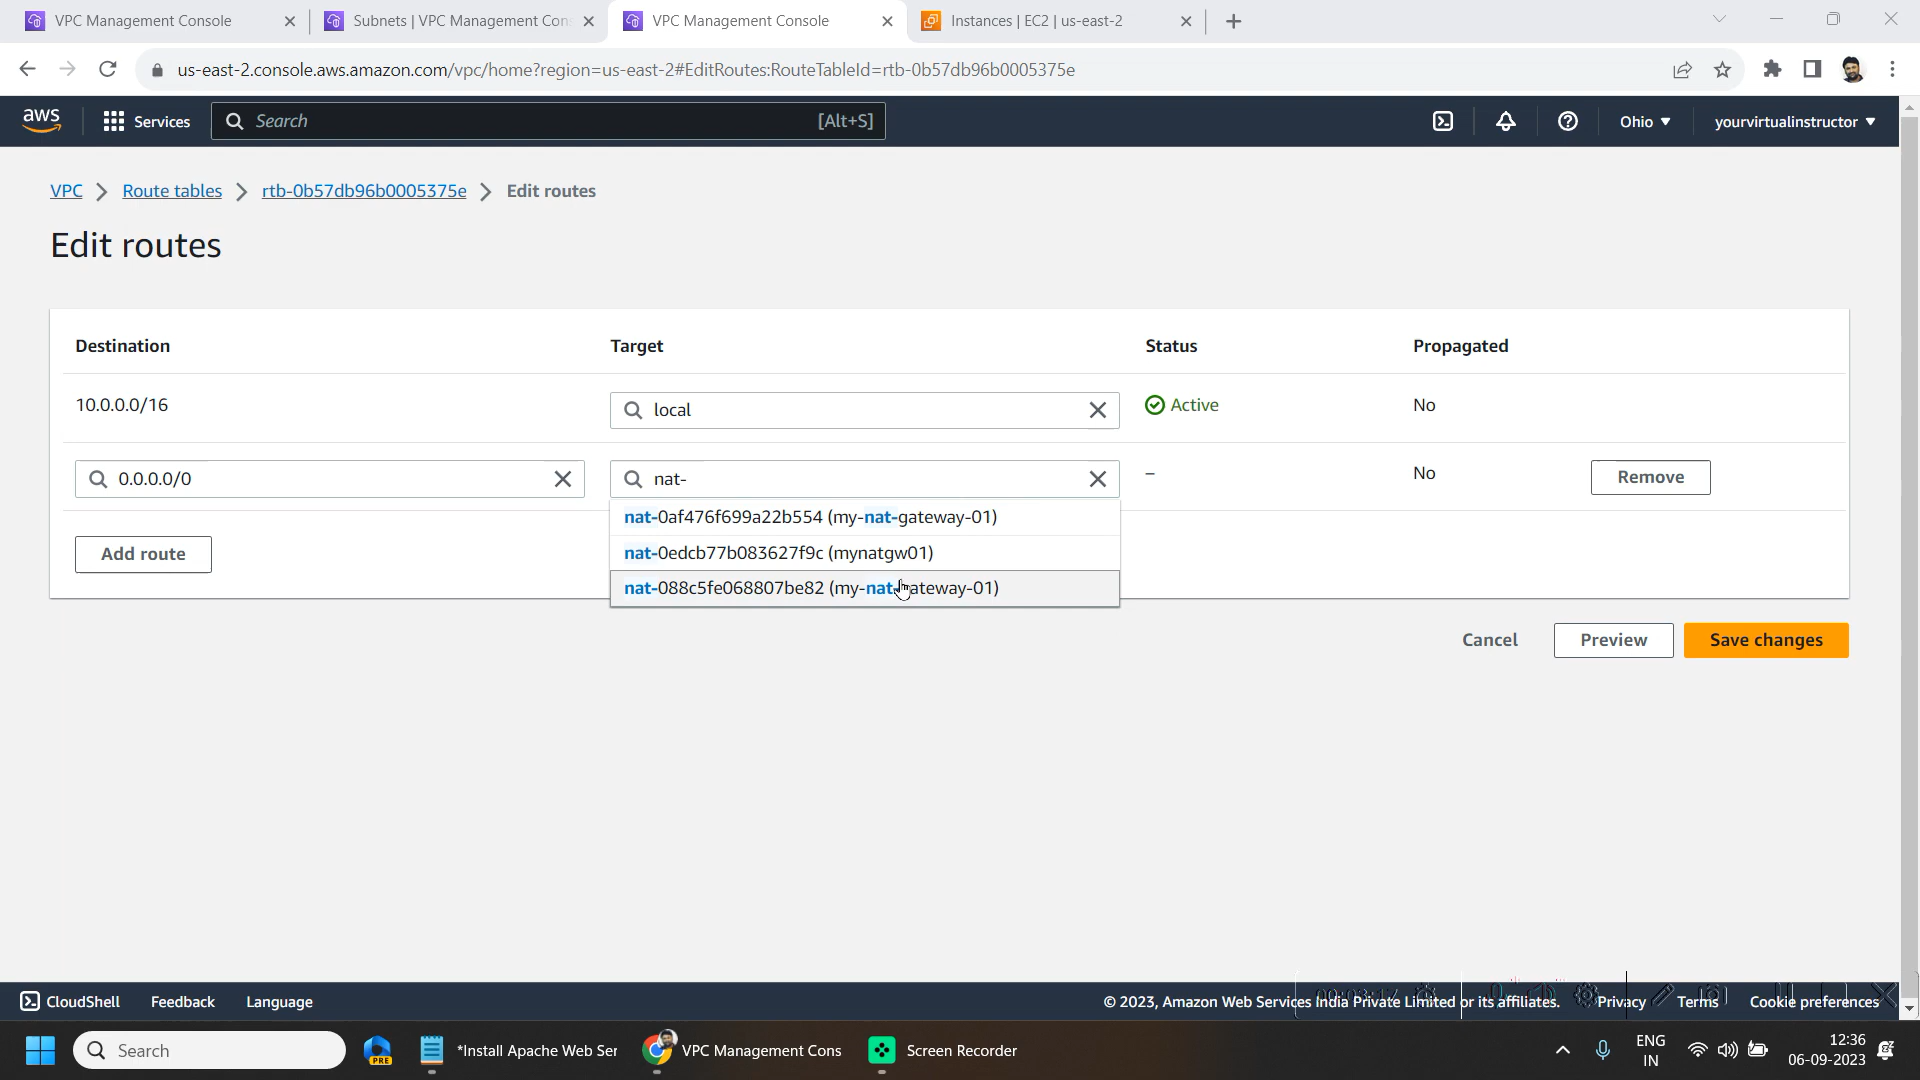 VPC Management Console
Subnets | VPC Management Con
VPC Management Console
Instances | EC2 | us-east-2
us-east-2.console.aws.amazon.com/vpc/home?region=us-east-2#EditRoutes:RouteTableId=rtb-0b57db96b0005375e
aws
Services
Search
[Alt+S]
Ohio
yourvirtualinstructor
VPC
Route tables
rtb-0b57db96b0005375e
Edit routes
Edit routes
Destination
Target
Status
Propagated
10.0.0.0/16
local
Active
No
0.0.0.0/0
nat-
–
No
Remove
nat-0af476f699a22b554 (my-nat-gateway-01)
nat-0edcb77b083627f9c (mynatgw01)
nat-088c5fe068807be82 (my-nat-gateway-01)
Add route
Cancel
Preview
Save changes
CloudShell
Feedback
Language
© 2023, Amazon Web Services India Private Limited or its affiliates.
Privacy
Terms
Cookie preferences
Search
PRE
*Install Apache Web Ser
VPC Management Cons
Screen Recorder
ENG
IN
12:36
06-09-2023